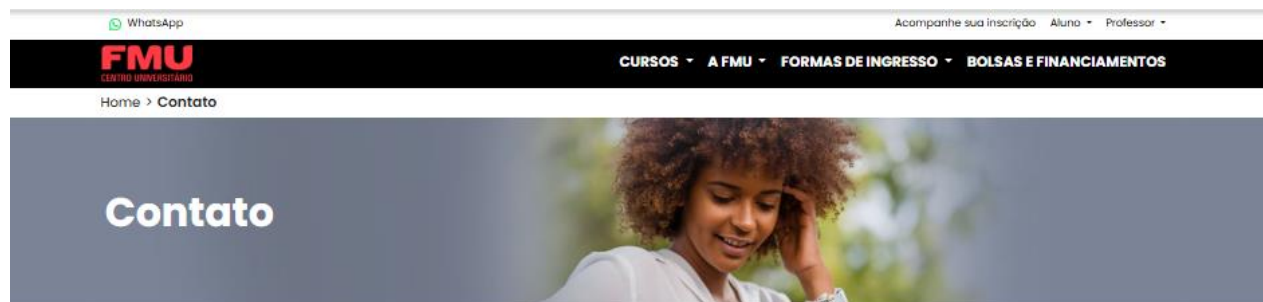 WhatsApp
Acompanhe sua inscrição Aluno Professor
FMU
CENTRO UNIVERSITÁRIO
CURSOS A FMU FORMAS DE INGRESSO BOLSAS E FINANCIAMENTOS
Home > Contato
Contato